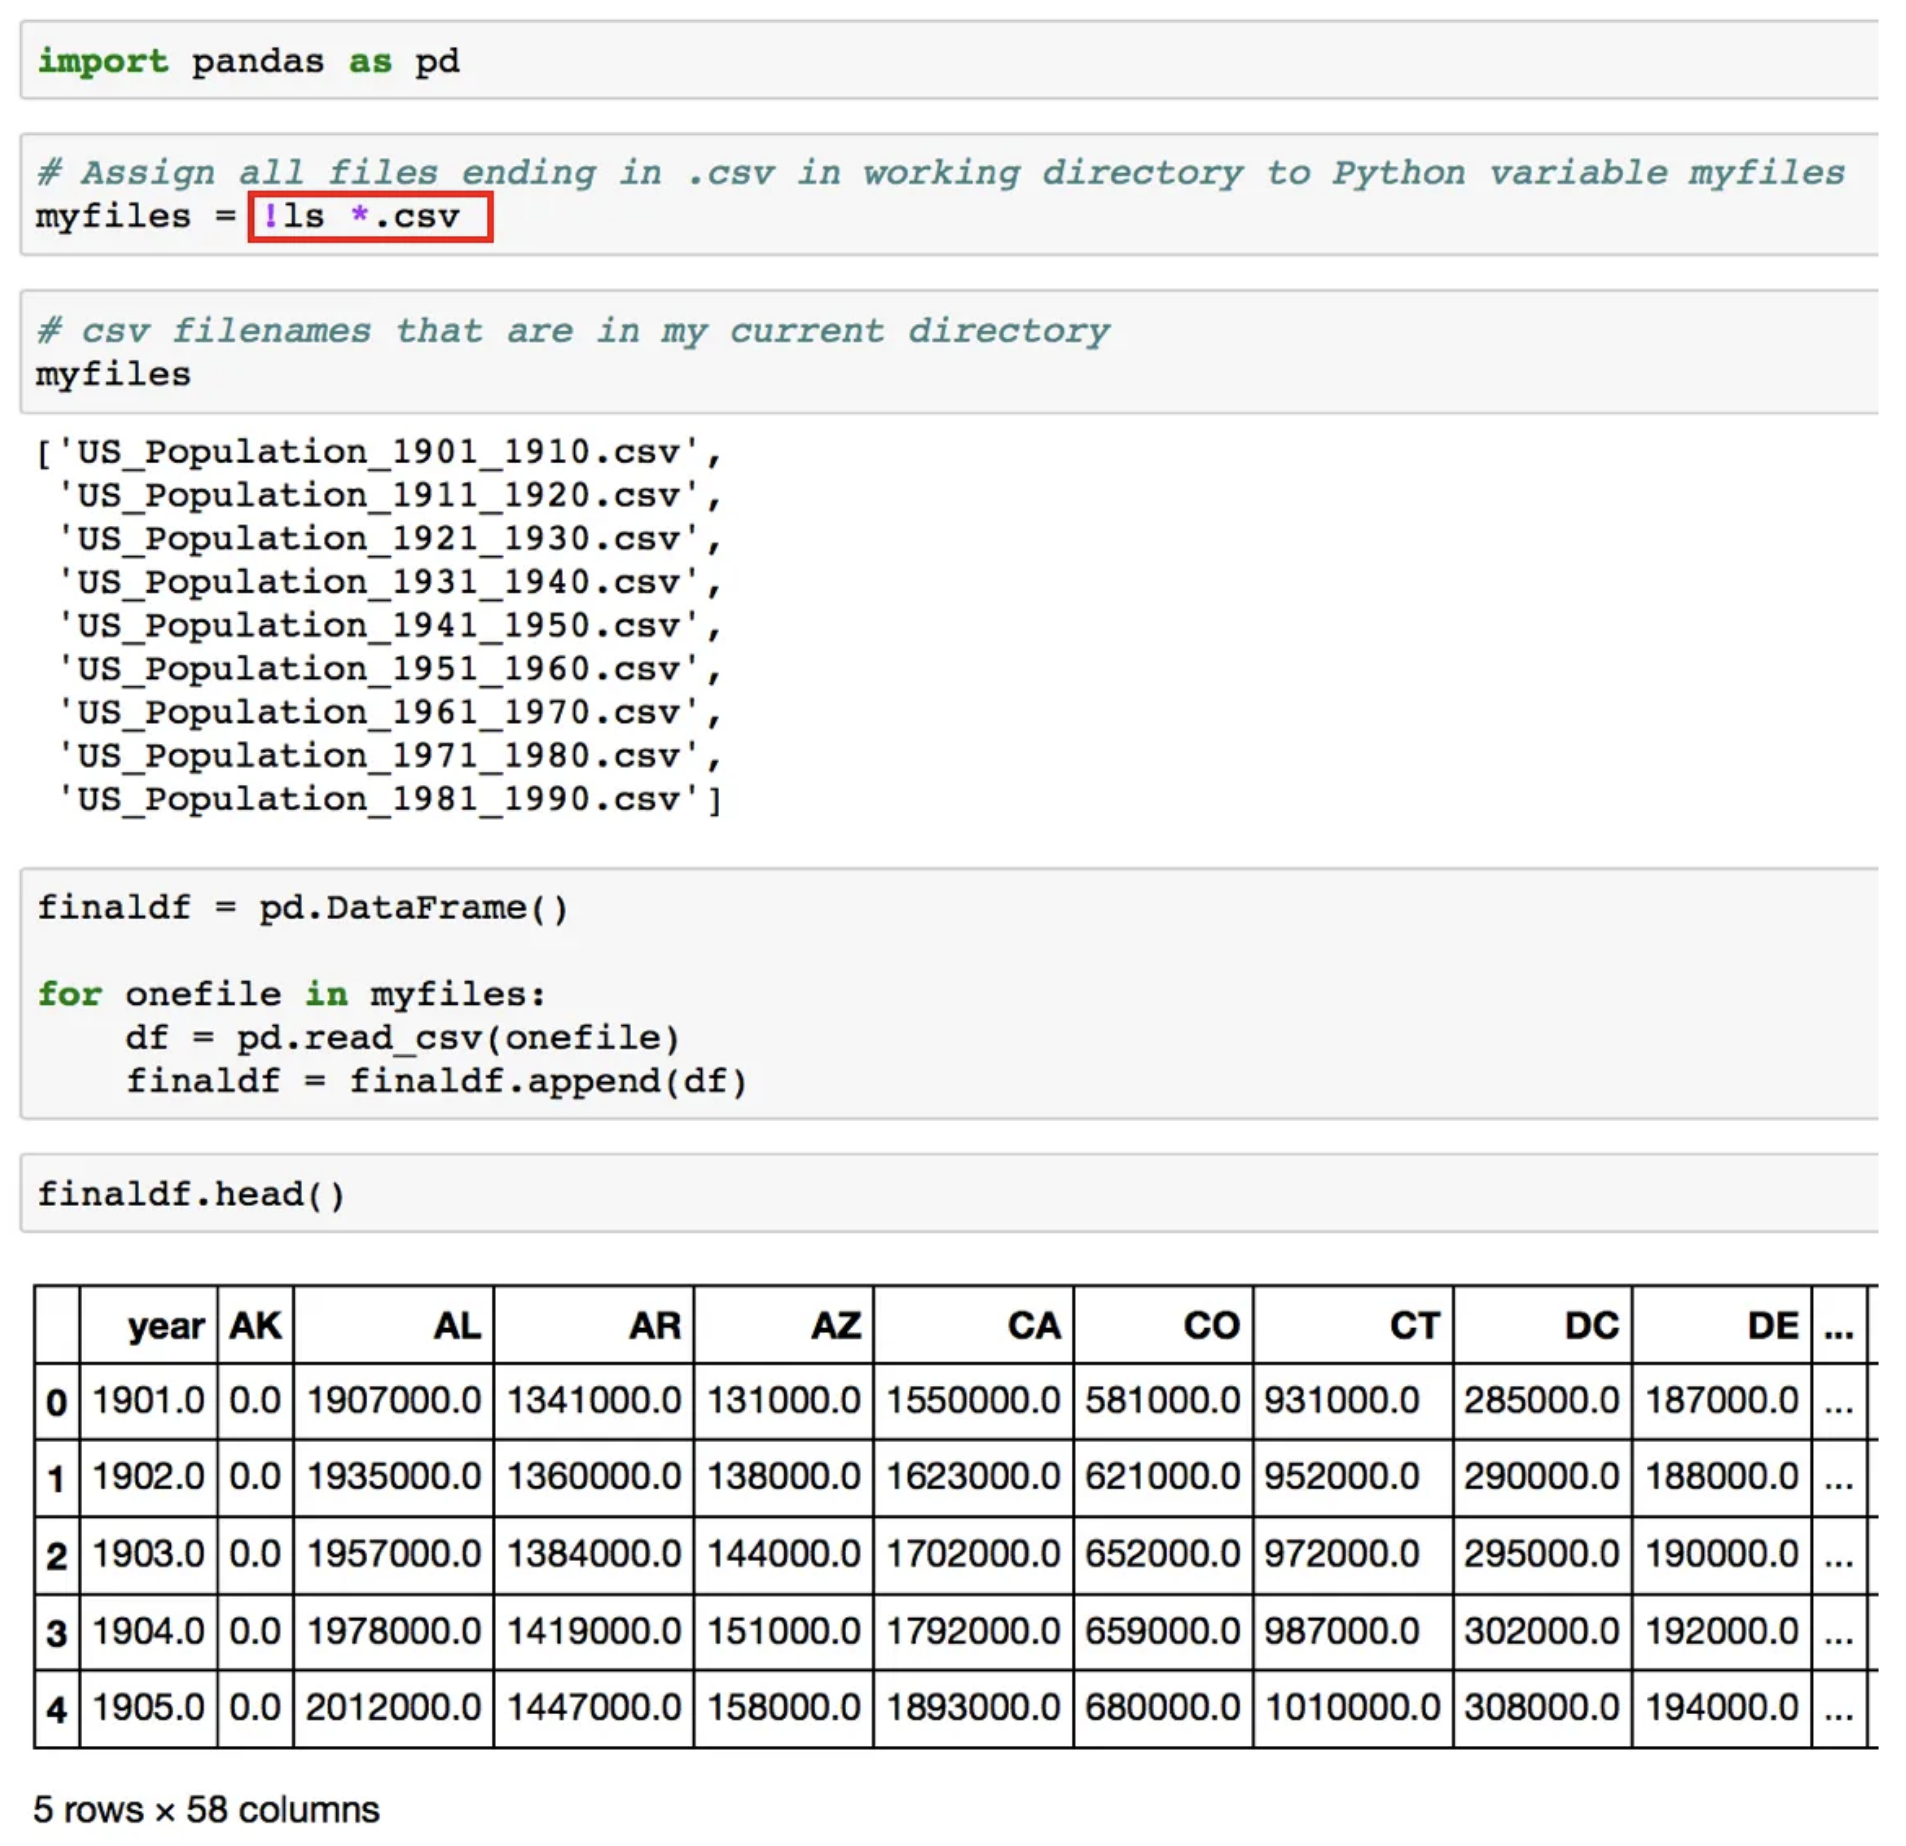 import pandas as pd
# Assign all files ending in .csv in working directory to Python variable myfiles
myfiles = !ls *.csv
# csv filenames that are in my current directory
myfiles
['US_Population_1901_1910.csv',
 'US_Population_1911_1920.csv',
 'US_Population_1921_1930.csv',
 'US_Population_1931_1940.csv',
 'US_Population_1941_1950.csv',
 'US_Population_1951_1960.csv',
 'US_Population_1961_1970.csv',
 'US_Population_1971_1980.csv',
 'US_Population_1981_1990.csv']
finaldf = pd.DataFrame()
for onefile in myfiles:
    df = pd.read_csv(onefile)
    finaldf = finaldf.append(df)
finaldf.head()
year AK AL AR AZ CA CO CT DC DE ...
0 1901.0 0.0 1907000.0 1341000.0 131000.0 1550000.0 581000.0 931000.0 285000.0 187000.0 ...
1 1902.0 0.0 1935000.0 1360000.0 138000.0 1623000.0 621000.0 952000.0 290000.0 188000.0 ...
2 1903.0 0.0 1957000.0 1384000.0 144000.0 1702000.0 652000.0 972000.0 295000.0 190000.0 ...
3 1904.0 0.0 1978000.0 1419000.0 151000.0 1792000.0 659000.0 987000.0 302000.0 192000.0 ...
4 1905.0 0.0 2012000.0 1447000.0 158000.0 1893000.0 680000.0 1010000.0 308000.0 194000.0 ...
5 rows × 58 columns